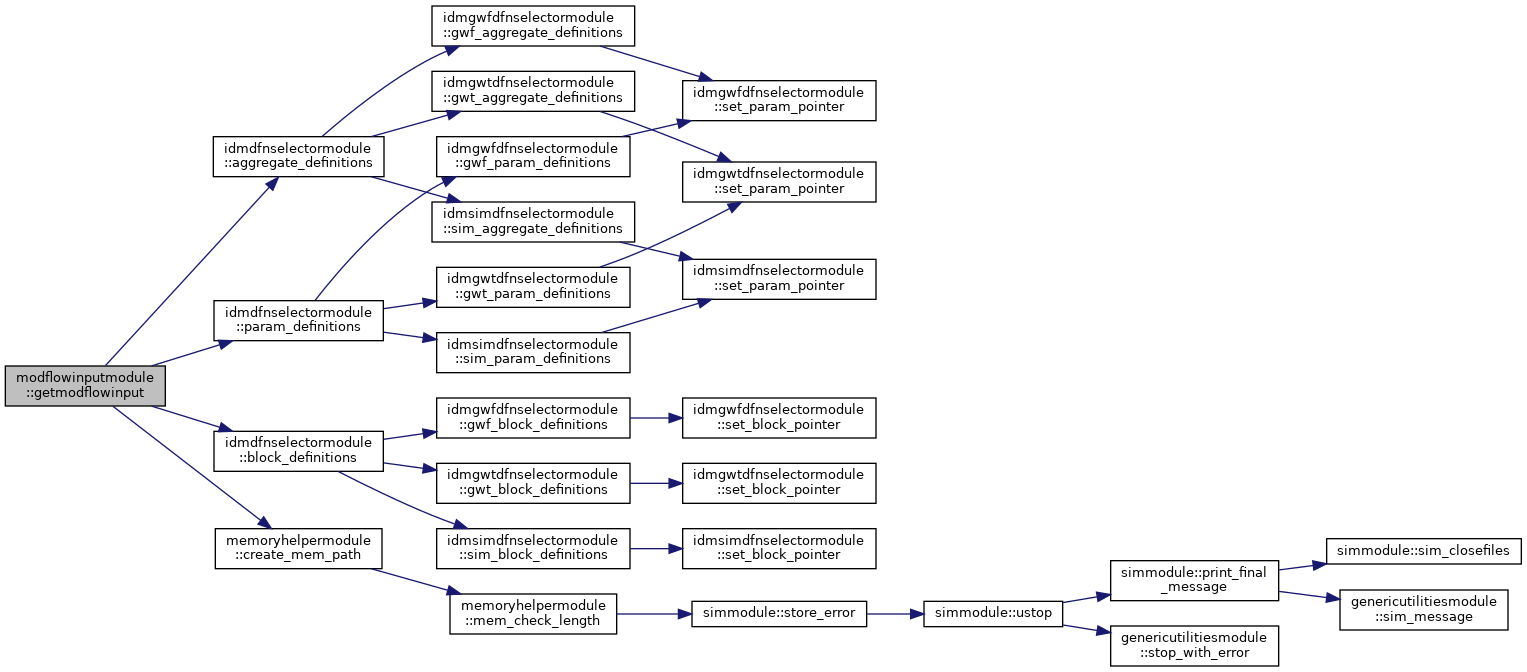 modflowinputmodule
::getmodflowinput
idmdfnselectormodule
::aggregate_definitions
idmdfnselectormodule
::param_definitions
idmdfnselectormodule
::block_definitions
memoryhelpermodule
::create_mem_path
idmgwfdfnselectormodule
::gwf_aggregate_definitions
idmgwtdfnselectormodule
::gwt_aggregate_definitions
idmgwfdfnselectormodule
::gwf_param_definitions
idmsimdfnselectormodule
::sim_aggregate_definitions
idmgwtdfnselectormodule
::gwt_param_definitions
idmsimdfnselectormodule
::sim_param_definitions
idmgwfdfnselectormodule
::gwf_block_definitions
idmgwtdfnselectormodule
::gwt_block_definitions
idmsimdfnselectormodule
::sim_block_definitions
memoryhelpermodule
::mem_check_length
idmgwfdfnselectormodule
::set_param_pointer
idmgwtdfnselectormodule
::set_param_pointer
idmsimdfnselectormodule
::set_param_pointer
idmgwfdfnselectormodule
::set_block_pointer
idmgwtdfnselectormodule
::set_block_pointer
idmsimdfnselectormodule
::set_block_pointer
simmodule::store_error
simmodule::ustop
simmodule::print_final
_message
genericutilitiesmodule
::stop_with_error
simmodule::sim_closefiles
genericutilitiesmodule
::sim_message